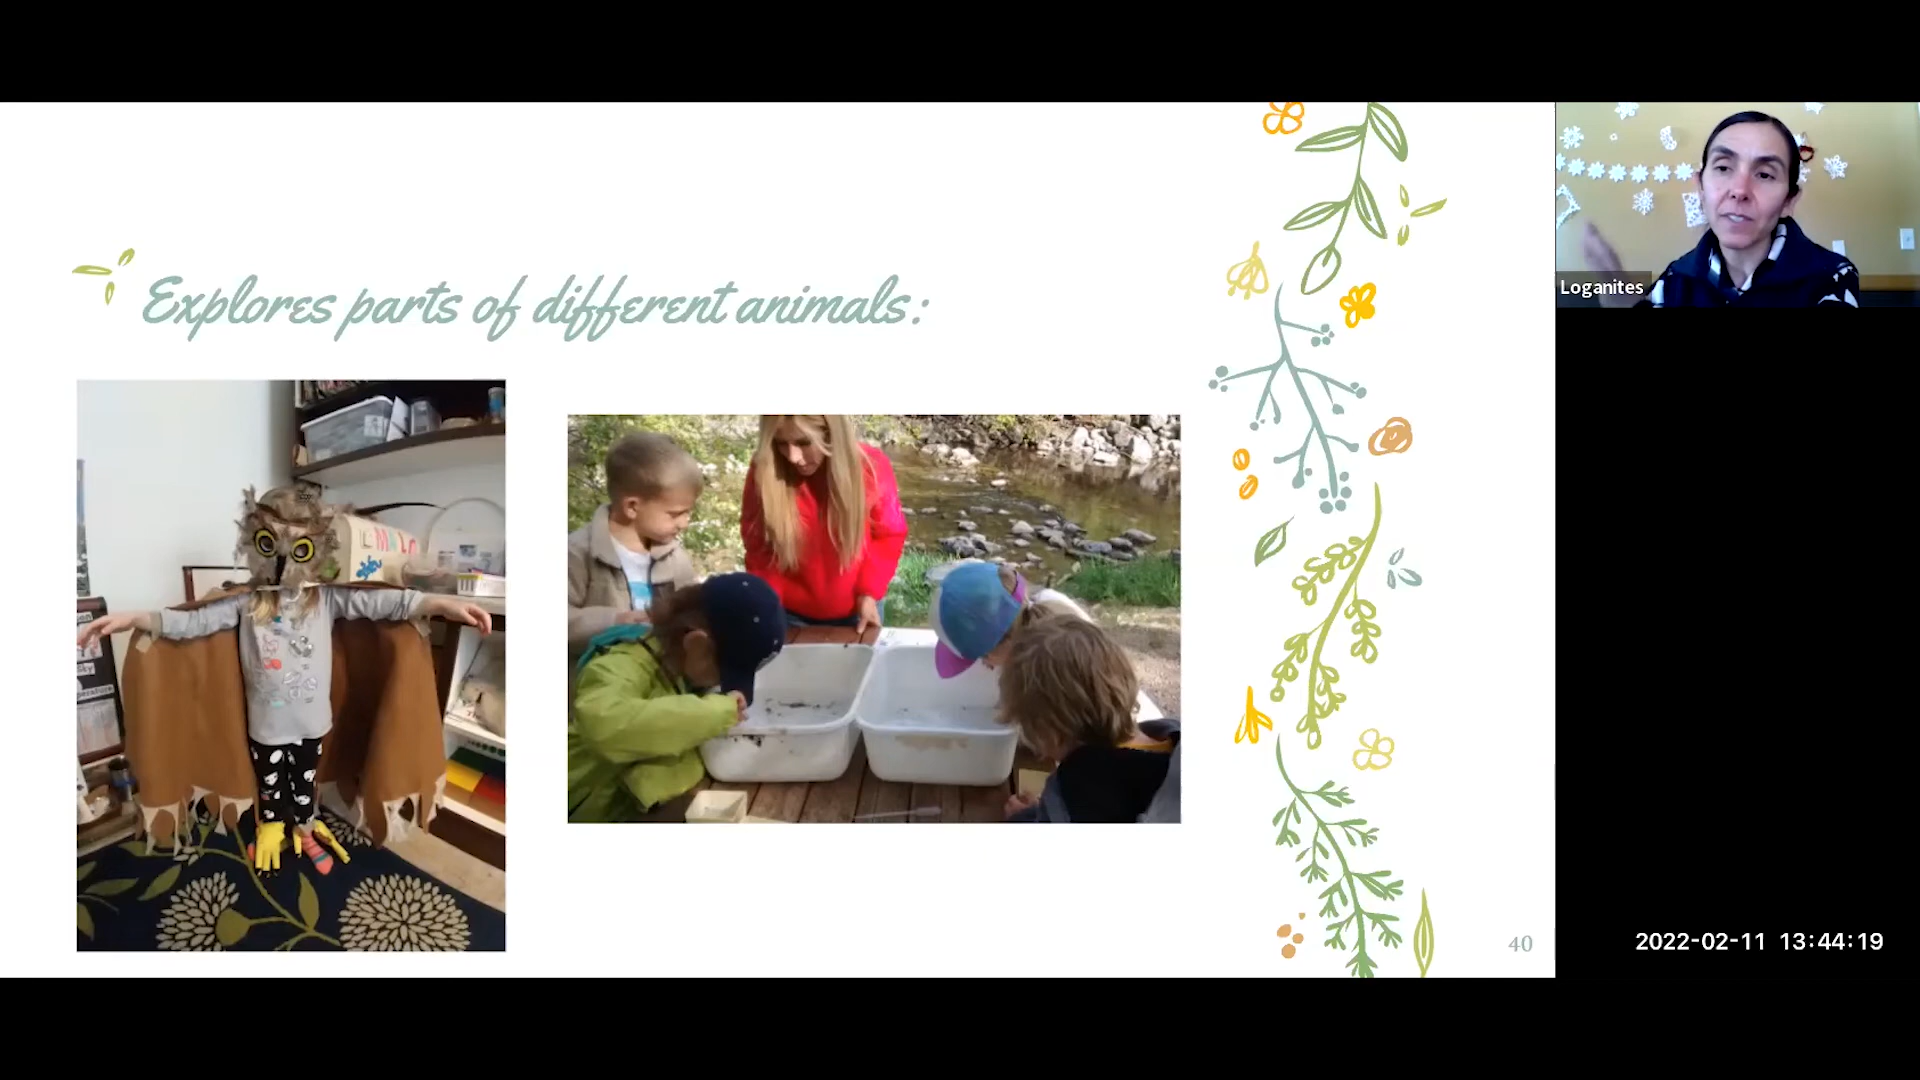 Explores parts of different animals:
Loganites
40
2022-02-11 13:44:19